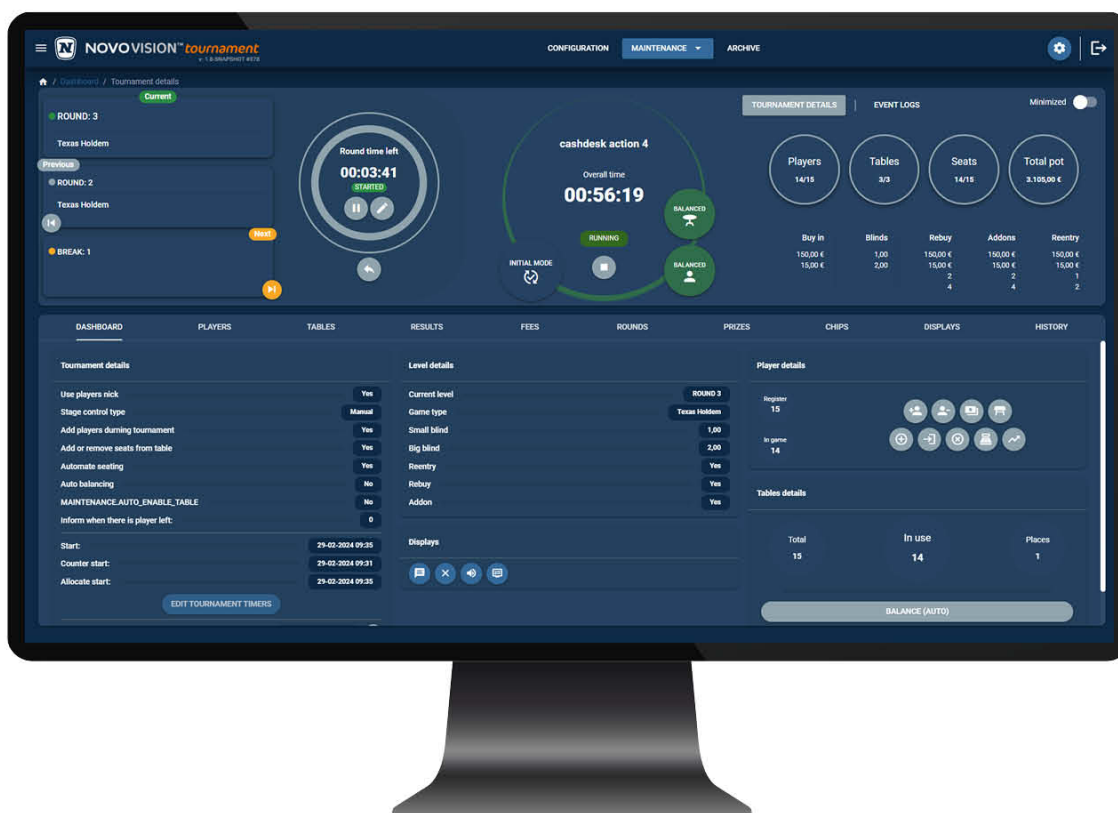 NOVOVISION™ tournament
v. 1.8-SNAPSHOT #378
CONFIGURATION
MAINTENANCE
ARCHIVE
/ Dashboard / Tournament details
Current
ROUND: 3
Texas Holdem
Previous
ROUND: 2
Texas Holdem
Next
BREAK: 1
Round time left
00:03:41
STARTED
cashdesk action 4
Overall time
00:56:19
RUNNING
INITIAL MODE
BALANCED
BALANCED
TOURNAMENT DETAILS | EVENT LOGS
Minimized
Players
14/15
Tables
3/3
Seats
14/15
Total pot
3.105,00 €
Buy in Blinds Rebuy Addons Reentry
150,00 € 1,00 150,00 € 150,00 € 150,00 €
15,00 € 2,00 15,00 € 15,00 € 15,00 €
2 2 1
4 4 2
DASHBOARD PLAYERS TABLES RESULTS FEES ROUNDS PRIZES CHIPS DISPLAYS HISTORY
Tournament details
Use players nick Yes
Stage control type Manual
Add players durning tournament Yes
Add or remove seats from table Yes
Automate seating Yes
Auto balancing No
MAINTENANCE.AUTO_ENABLE_TABLE No
Inform when there is player left: 0
Start: 29-02-2024 09:35
Counter start: 29-02-2024 09:31
Allocate start: 29-02-2024 09:35
EDIT TOURNAMENT TIMERS
Level details
Current level ROUND 3
Game type Texas Holdem
Small blind 1,00
Big blind 2,00
Reentry Yes
Rebuy Yes
Addon Yes
Displays
Player details
Register
15
In game
14
Tables details
Total In use Places
15 14 1
BALANCE (AUTO)